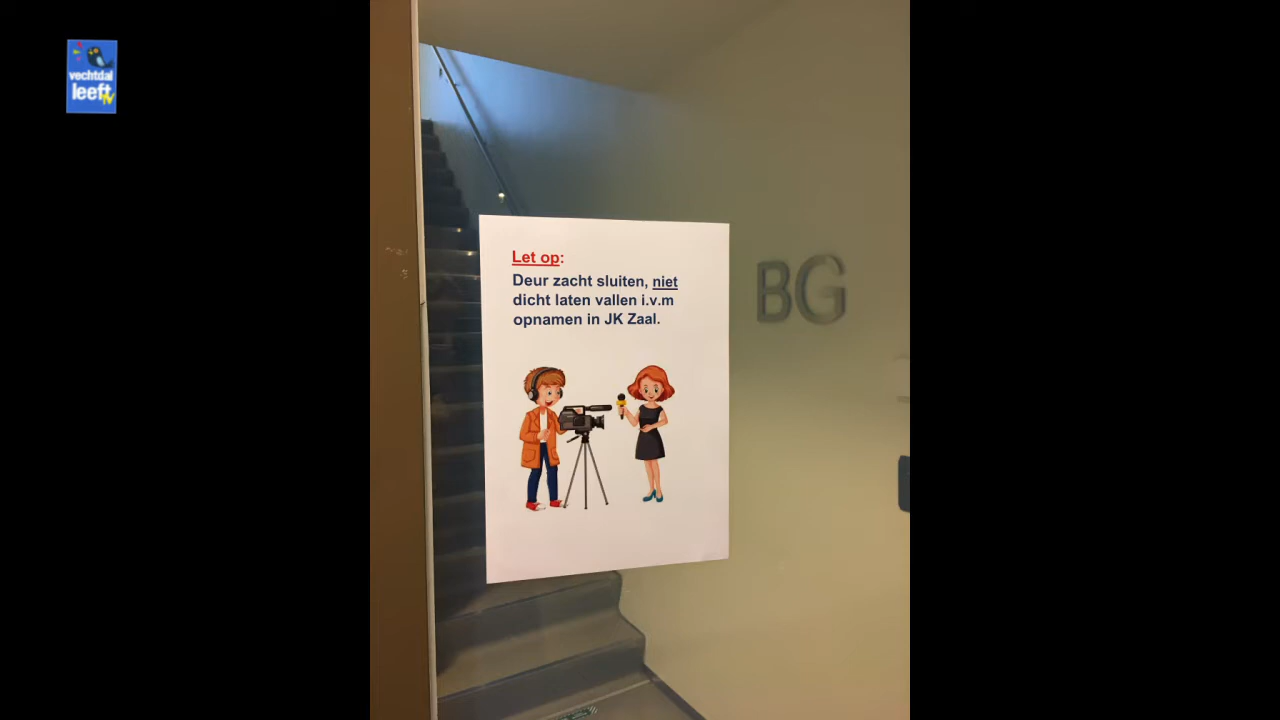 vechtdal
leeft
TV
Let op:
Deur zacht sluiten, niet
dicht laten vallen i.v.m
opnamen in JK Zaal.
BG